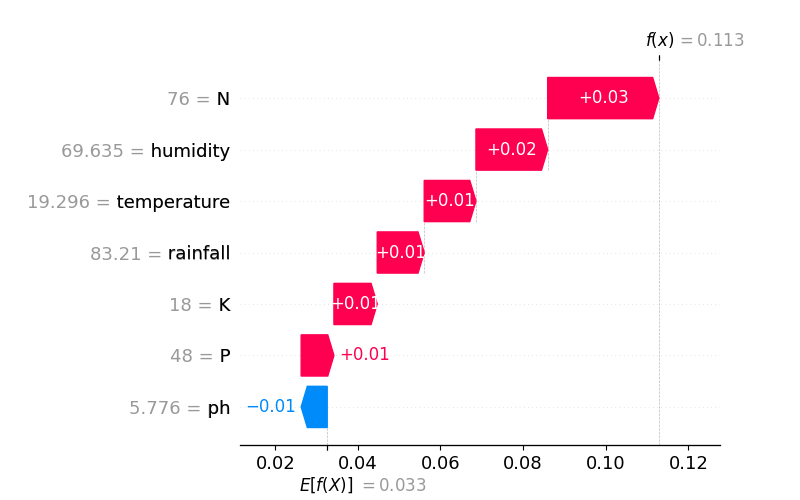 f(x) = 0.113
76 = N
+0.03
69.635 = humidity
+0.02
19.296 = temperature
+0.01
83.21 = rainfall
+0.01
18 = K
+0.01
48 = P
+0.01
5.776 = ph
−0.01
0.02 0.04 0.06 0.08 0.10 0.12
E[f(X)] = 0.033